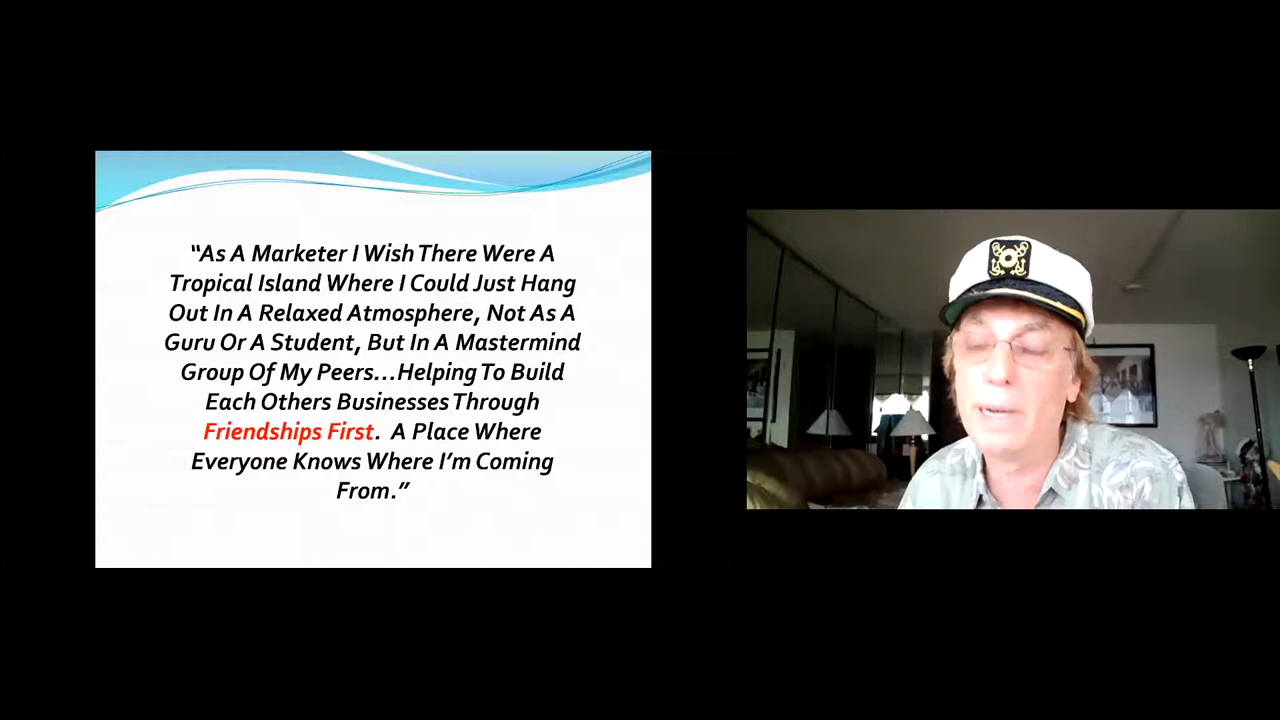 “As A Marketer I Wish There Were A
Tropical Island Where I Could Just Hang
Out In A Relaxed Atmosphere, Not As A
Guru Or A Student, But In A Mastermind
Group Of My Peers...Helping To Build
Each Others Businesses Through
Friendships First.  A Place Where
Everyone Knows Where I’m Coming
From.”